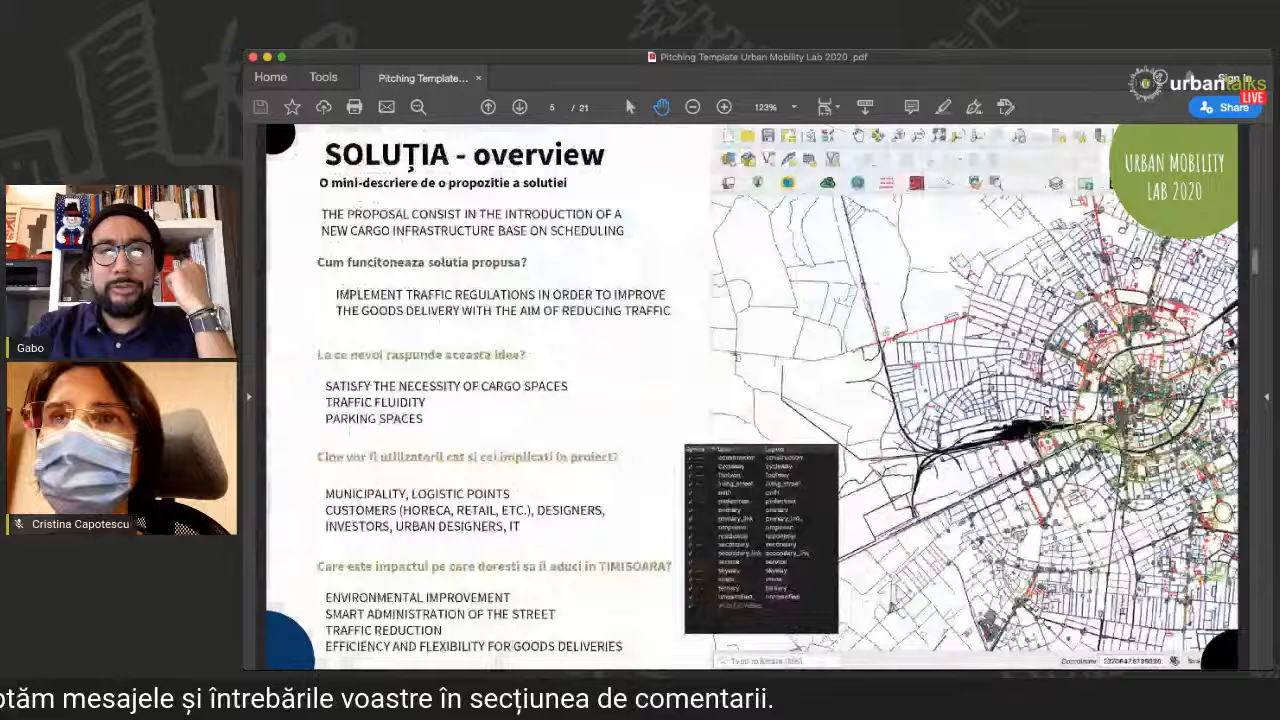 Pitching Template Urban Mobility Lab 2020 .pdf
Home
Tools
Pitching Template...
×
Sign In
urbantalks
LIVE
5 / 21
123%
Share
SOLUȚIA - overview
O mini-descriere de o propozitie a solutiei
THE PROPOSAL CONSIST IN THE INTRODUCTION OF A
NEW CARGO INFRASTRUCTURE BASE ON SCHEDULING
Cum funcitoneaza solutia propusa?
IMPLEMENT TRAFFIC REGULATIONS IN ORDER TO IMPROVE
THE GOODS DELIVERY WITH THE AIM OF REDUCING TRAFFIC
La ce nevoi raspunde aceasta idee?
SATISFY THE NECESSITY OF CARGO SPACES
TRAFFIC FLUIDITY
PARKING SPACES
Cine vor fi utilizatorii cat si cei implicati in proiect?
MUNICIPALITY, LOGISTIC POINTS
CUSTOMERS (HORECA, RETAIL, ETC.), DESIGNERS,
INVESTORS, URBAN DESIGNERS, IT
Care este impactul pe care doresti sa il aduci in TIMISOARA?
ENVIRONMENTAL IMPROVEMENT
SMART ADMINISTRATION OF THE STREET
TRAFFIC REDUCTION
EFFICIENCY AND FLEXIBILITY FOR GOODS DELIVERIES
URBAN MOBILITY
LAB 2020
Gabo
Cristina Capotescu
ptăm mesajele și întrebările voastre în secțiunea de comentarii.